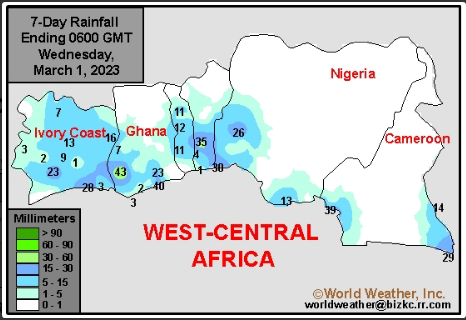 7-Day Rainfall
Ending 0600 GMT
Wednesday,
March 1, 2023
Nigeria
7
11
Ivory Coast
Ghana
12
26
13
16
35
Cameroon
3
7
11
2
9
1
4
23
43
23
1
30
28
3
40
2
3
13
39
14
29
Millimeters
> 90
60 - 90
30 - 60
15 - 30
5 - 15
1 - 5
0 - 1
WEST-CENTRAL
AFRICA
©World Weather, Inc.
worldweather@bizkc.rr.com